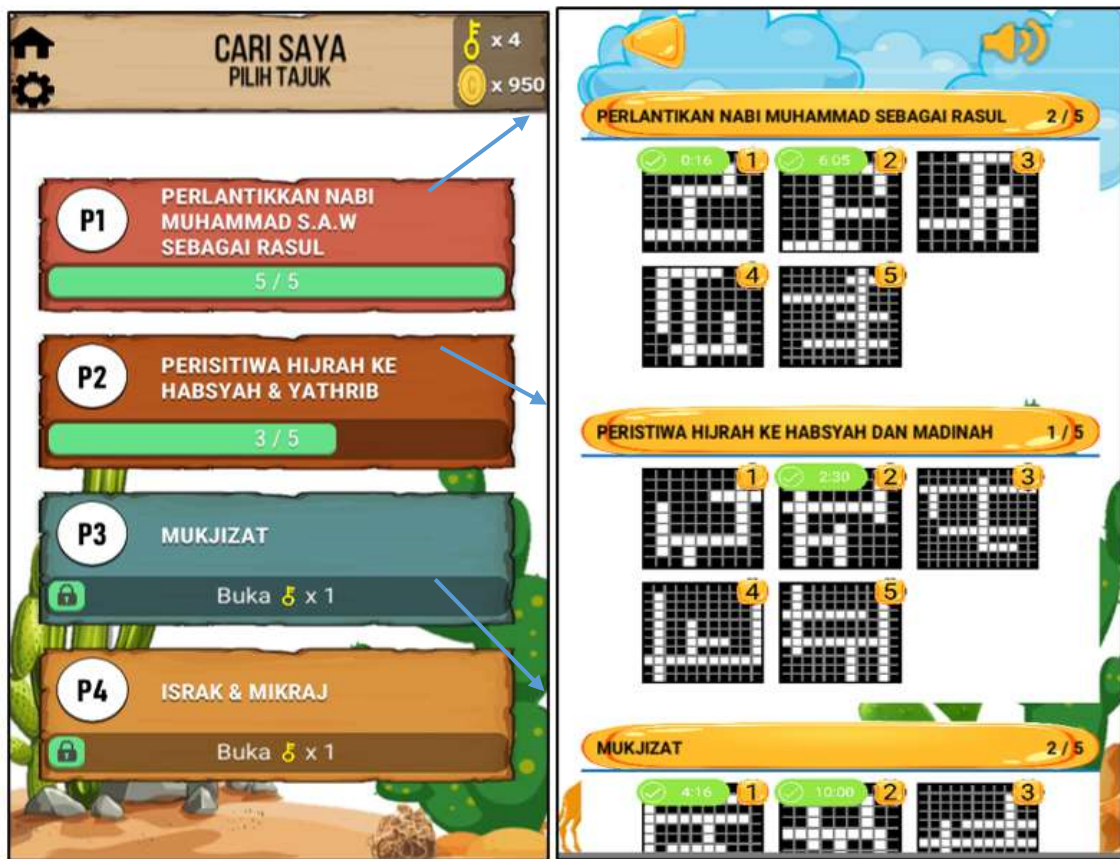 CARI SAYA
PILIH TAJUK
x 4
x 950
P1
PERLANTIKKAN NABI
MUHAMMAD S.A.W
SEBAGAI RASUL
5 / 5
P2
PERISITIWA HIJRAH KE
HABSYAH & YATHRIB
3 / 5
P3
MUKJIZAT
Buka x 1
P4
ISRAK & MIKRAJ
Buka x 1
PERLANTIKAN NABI MUHAMMAD SEBAGAI RASUL 2 / 5
0:16 1
6:05 2
3
4
5
PERISTIWA HIJRAH KE HABSYAH DAN MADINAH 1 / 5
1
2:30 2
3
4
5
MUKJIZAT 2 / 5
4:16 1
10:00 2
3